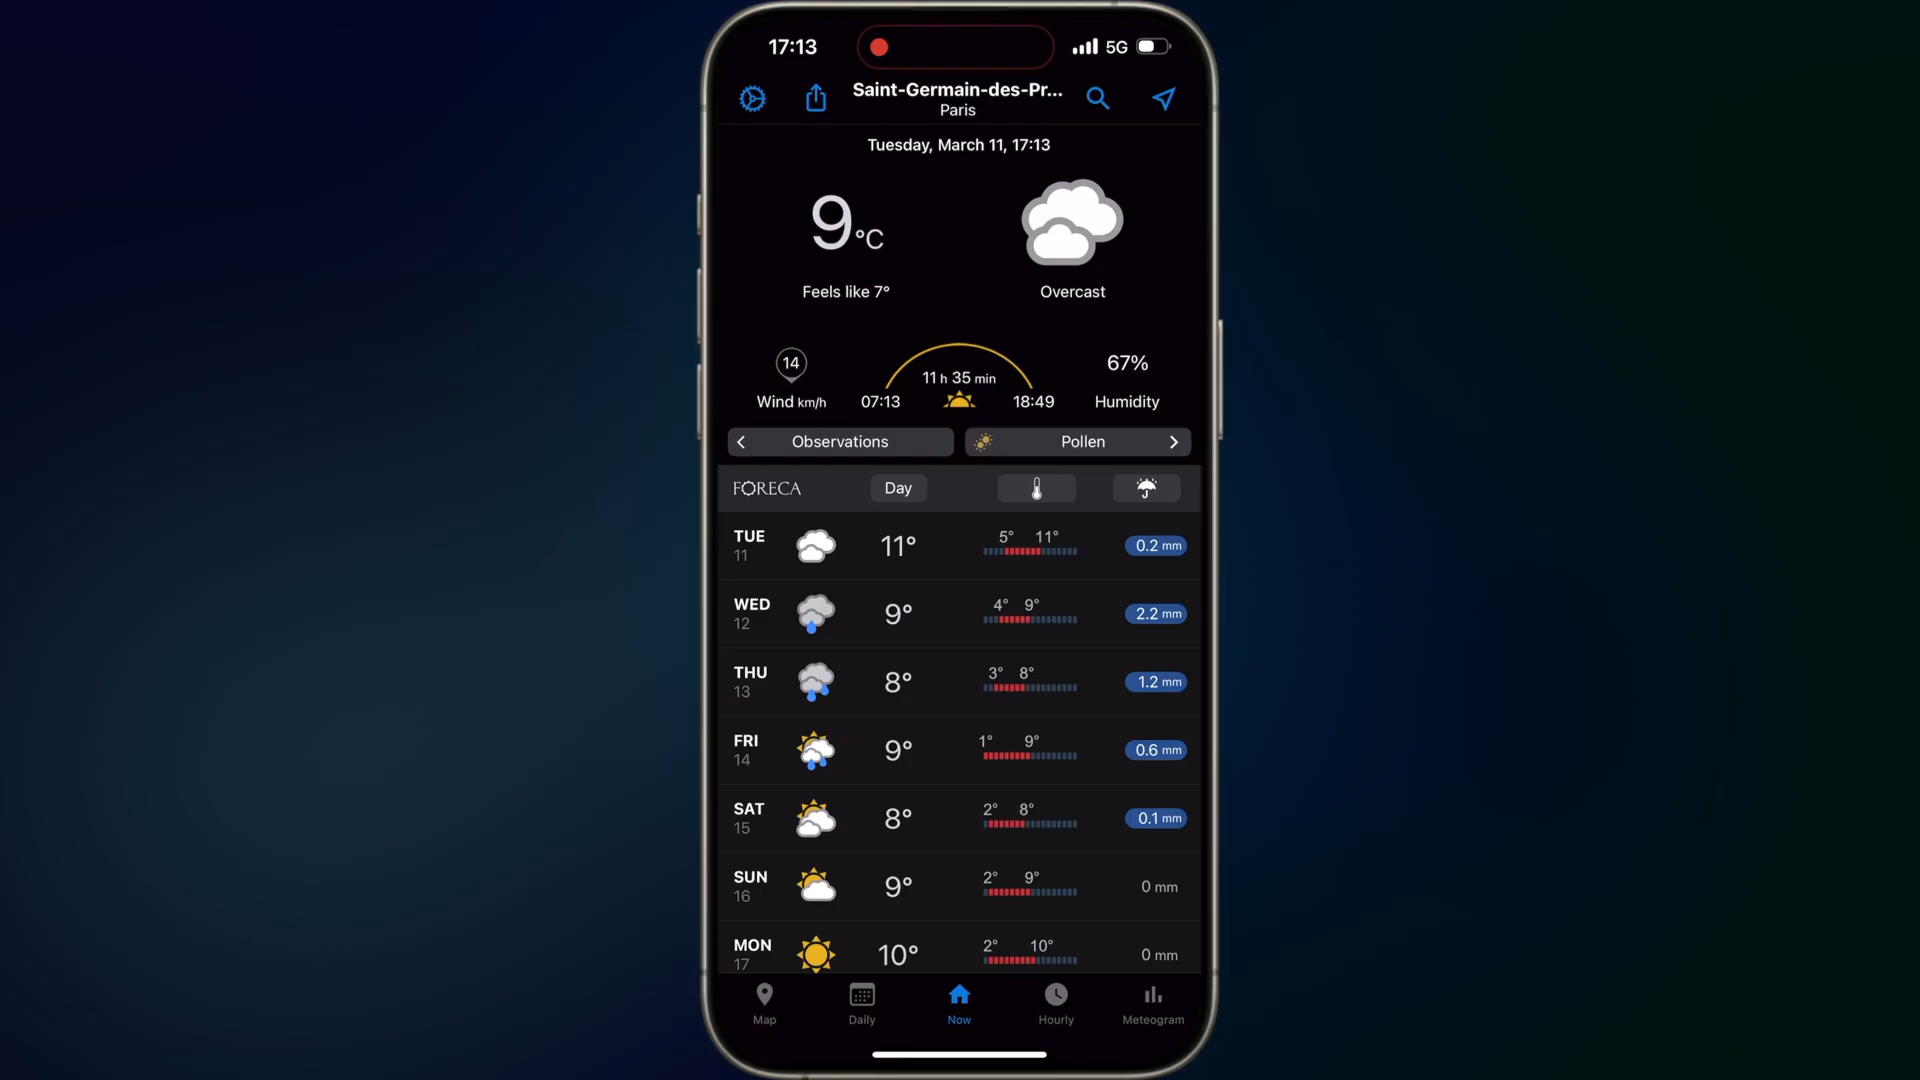 17:13
5G
Saint-Germain-des-Pr...
Paris
Tuesday, March 11, 17:13
9°C
Feels like 7°
Overcast
14
Wind km/h
11 h 35 min
07:13
18:49
67%
Humidity
Observations
Pollen
FORECA
Day
TUE
11
11°
5° 11°
0.2 mm
WED
12
9°
4° 9°
2.2 mm
THU
13
8°
3° 8°
1.2 mm
FRI
14
9°
1° 9°
0.6 mm
SAT
15
8°
2° 8°
0.1 mm
SUN
16
9°
2° 9°
0 mm
MON
17
10°
2° 10°
0 mm
Map
Daily
Now
Hourly
Meteogram